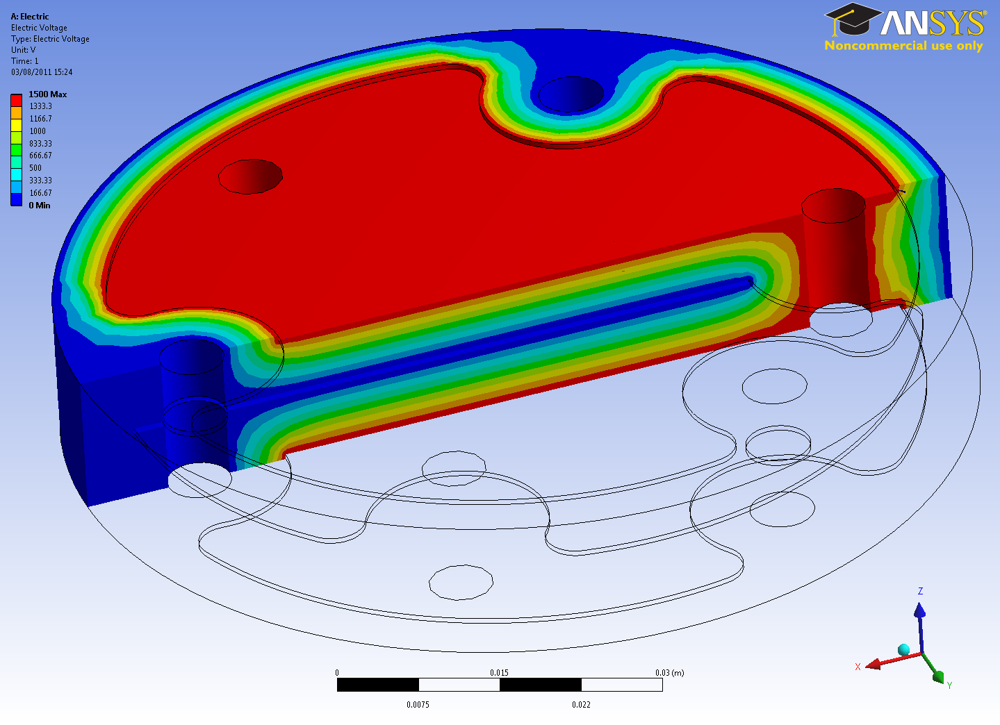 A: Electric
Electric Voltage
Type: Electric Voltage
Unit: V
Time: 1
03/08/2011 15:24
1500 Max
1333.3
1166.7
1000
833.33
666.67
500
333.33
166.67
0 Min
ANSYS®
Noncommercial use only
0 0.015 0.03 (m)
0.0075 0.022
Z
X
Y